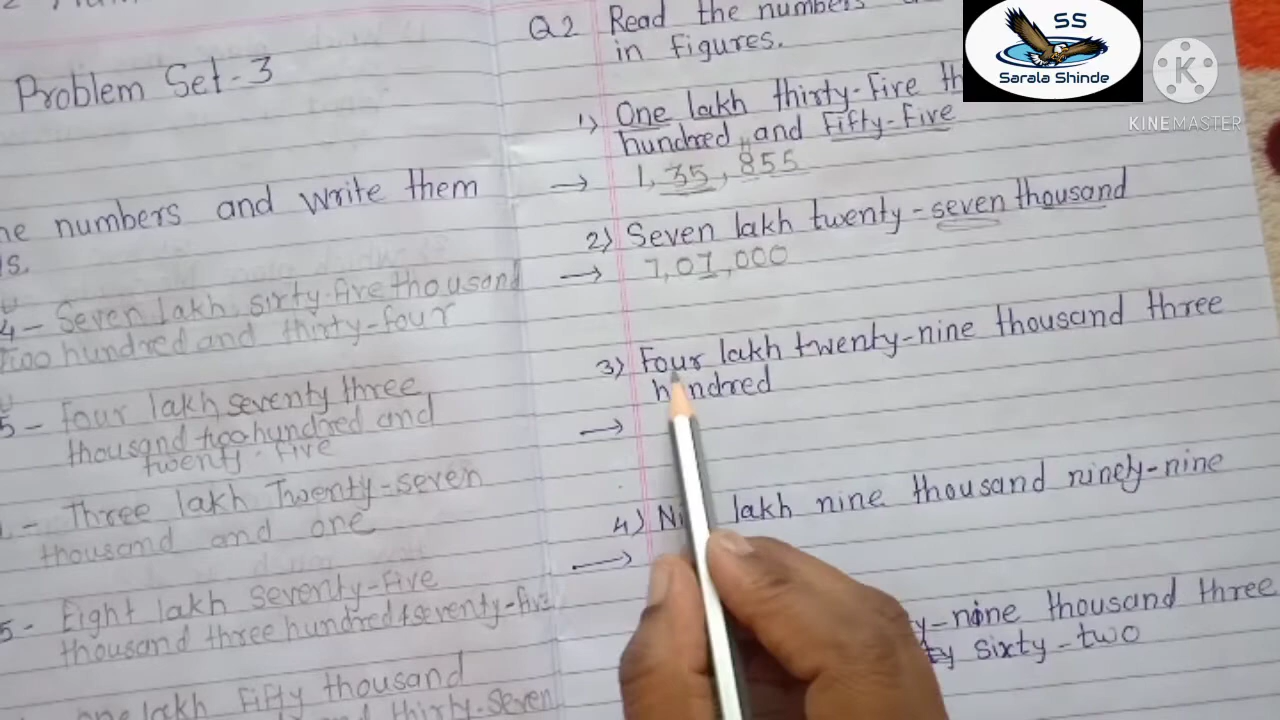 Problem Set-3
numbers and write them
s.
4- Seven lakh sixty-five thousand
Two hundred and thirty-four
5- Four lakh seventy three
thousand two hundred and
twenty-five
- Three lakh Twenty-seven
thousand and one
5- Eight lakh seventy-five
thousand three hundred & seventy-five
one lakh fifty thousand
and thirty-seven
Q2 Read the numbers
in figures.
1) One lakh thirty-five
hundred and fifty-five
→ 1,35,855
2) Seven lakh twenty-seven thousand
→ 7,07,000
3) Four lakh twenty-nine thousand three
hundred
→
4) lakh nine thousand ninety-nine
→
-nine thousand three
sixty-two
SS
Sarala Shinde
K
KINEMASTER